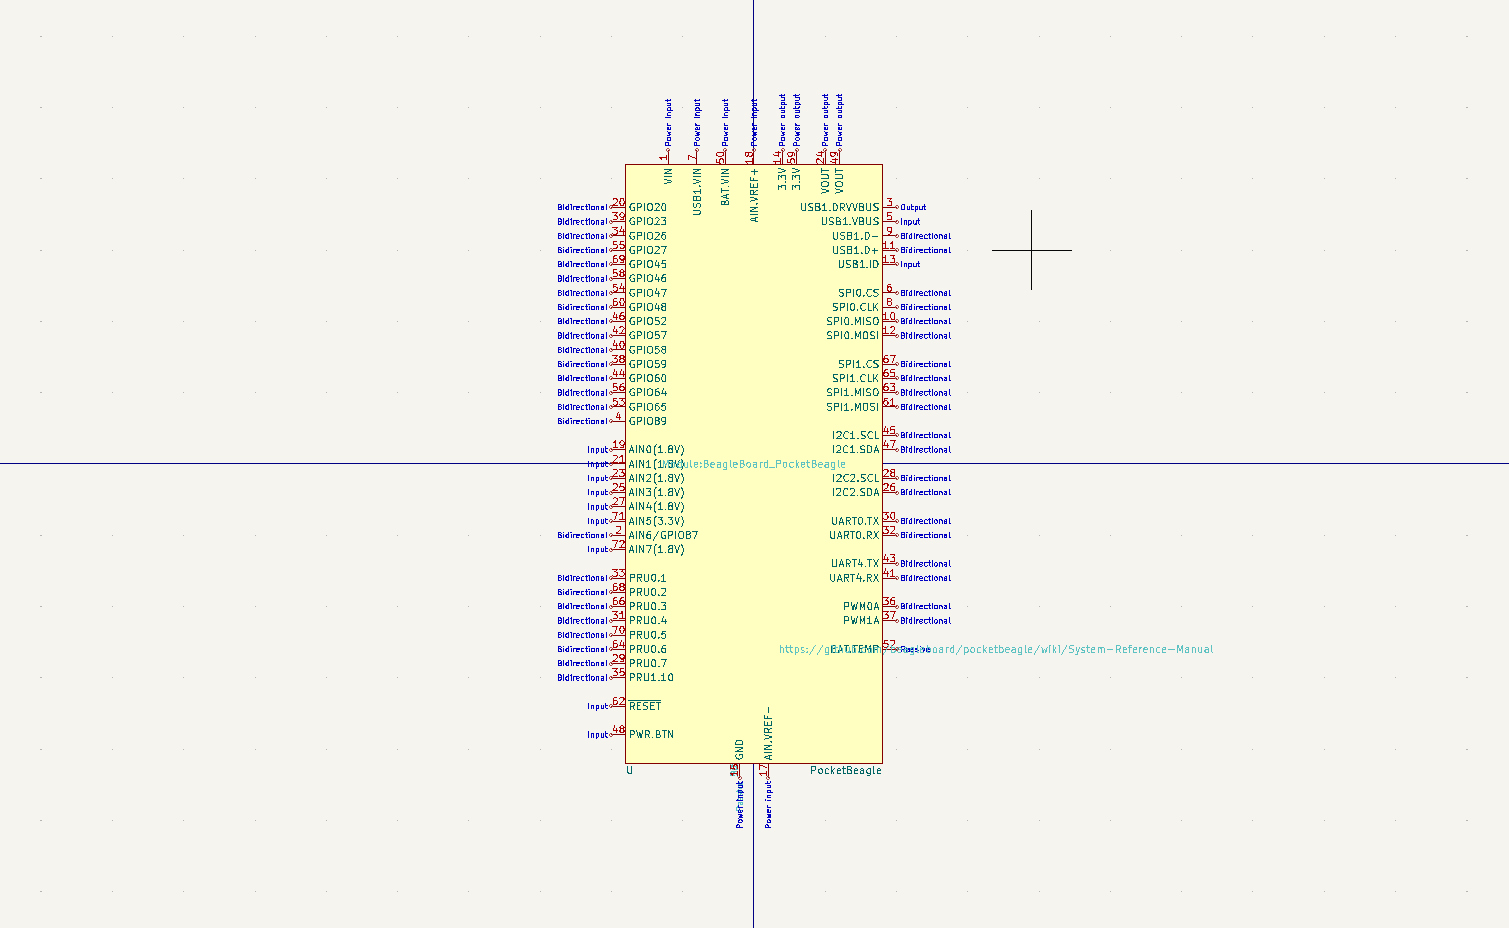 Power input 1 VIN
Power input 7 USB1.VIN
Power input 50 BAT.VIN
Power input 18 AIN.VREF+
Power output 14 3.3V
Power output 59 3.3V
Power output 24 VOUT
Power output 49 VOUT
Bidirectional 20 GPIO20
USB1.DRVVBUS 3 Output
Bidirectional 39 GPIO23
USB1.VBUS 5 Input
Bidirectional 34 GPIO26
USB1.D- 9 Bidirectional
Bidirectional 55 GPIO27
USB1.D+ 11 Bidirectional
Bidirectional 69 GPIO45
USB1.ID 13 Input
Bidirectional 58 GPIO46
Bidirectional 54 GPIO47
SPI0.CS 6 Bidirectional
Bidirectional 60 GPIO48
SPI0.CLK 8 Bidirectional
Bidirectional 46 GPIO52
SPI0.MISO 10 Bidirectional
Bidirectional 42 GPIO57
SPI0.MOSI 12 Bidirectional
Bidirectional 40 GPIO58
Bidirectional 38 GPIO59
SPI1.CS 67 Bidirectional
Bidirectional 44 GPIO60
SPI1.CLK 65 Bidirectional
Bidirectional 56 GPIO64
SPI1.MISO 63 Bidirectional
Bidirectional 53 GPIO65
SPI1.MOSI 61 Bidirectional
Bidirectional 4 GPIO89
I2C1.SCL 45 Bidirectional
Input 19 AIN0(1.8V)
I2C1.SDA 47 Bidirectional
Input 21 AIN1(1.8V)
Module:BeagleBoard_PocketBeagle
Input 23 AIN2(1.8V)
I2C2.SCL 28 Bidirectional
Input 25 AIN3(1.8V)
I2C2.SDA 26 Bidirectional
Input 27 AIN4(1.8V)
Input 71 AIN5(3.3V)
UART0.TX 30 Bidirectional
Bidirectional 2 AIN6/GPIO87
UART0.RX 32 Bidirectional
Input 72 AIN7(1.8V)
UART4.TX 43 Bidirectional
Bidirectional 33 PRU0.1
UART4.RX 41 Bidirectional
Bidirectional 68 PRU0.2
Bidirectional 66 PRU0.3
PWM0A 36 Bidirectional
Bidirectional 31 PRU0.4
PWM1A 37 Bidirectional
Bidirectional 70 PRU0.5
Bidirectional 64 PRU0.6
BAT.TEMP 52 Passive
https://github.com/beagleboard/pocketbeagle/wiki/System-Reference-Manual
Bidirectional 29 PRU0.7
Bidirectional 35 PRU1.10
Input 62 RESET
Input 48 PWR.BTN
GND Power input
AIN.VREF- 17 Power input
U
PocketBeagle